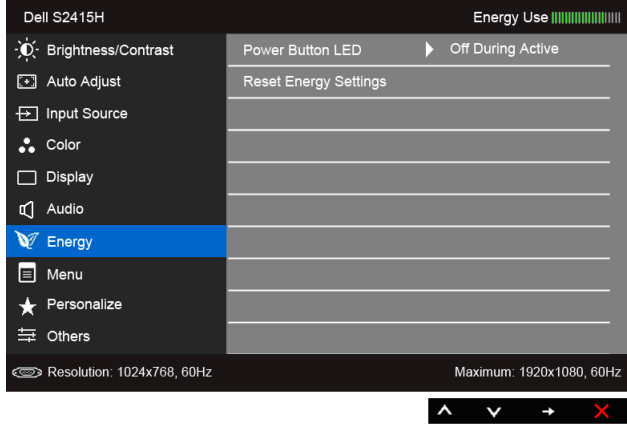 Dell S2415H
Energy Use
Brightness/Contrast
Power Button LED
Off During Active
Auto Adjust
Reset Energy Settings
Input Source
Color
Display
Audio
Energy
Menu
Personalize
Others
Resolution: 1024x768, 60Hz
Maximum: 1920x1080, 60Hz